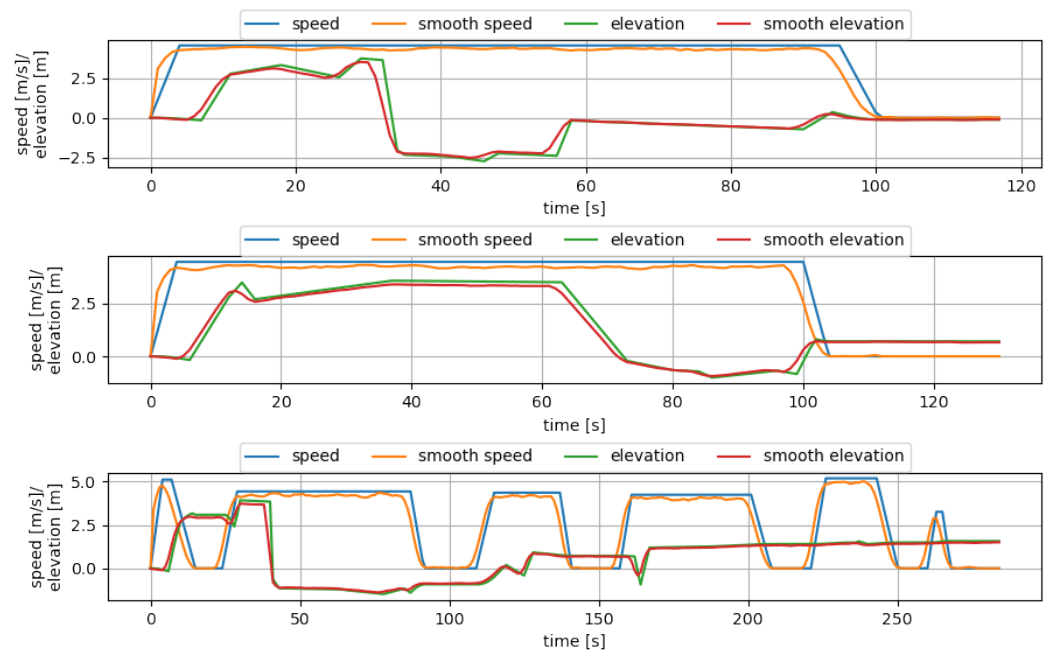 speed smooth speed elevation smooth elevation
speed [m/s]/
elevation [m]
2.5
0.0
−2.5
0 20 40 60 80 100 120
time [s]
speed smooth speed elevation smooth elevation
speed [m/s]/
elevation [m]
2.5
0.0
0 20 40 60 80 100 120
time [s]
speed smooth speed elevation smooth elevation
speed [m/s]/
elevation [m]
5.0
2.5
0.0
0 50 100 150 200 250
time [s]